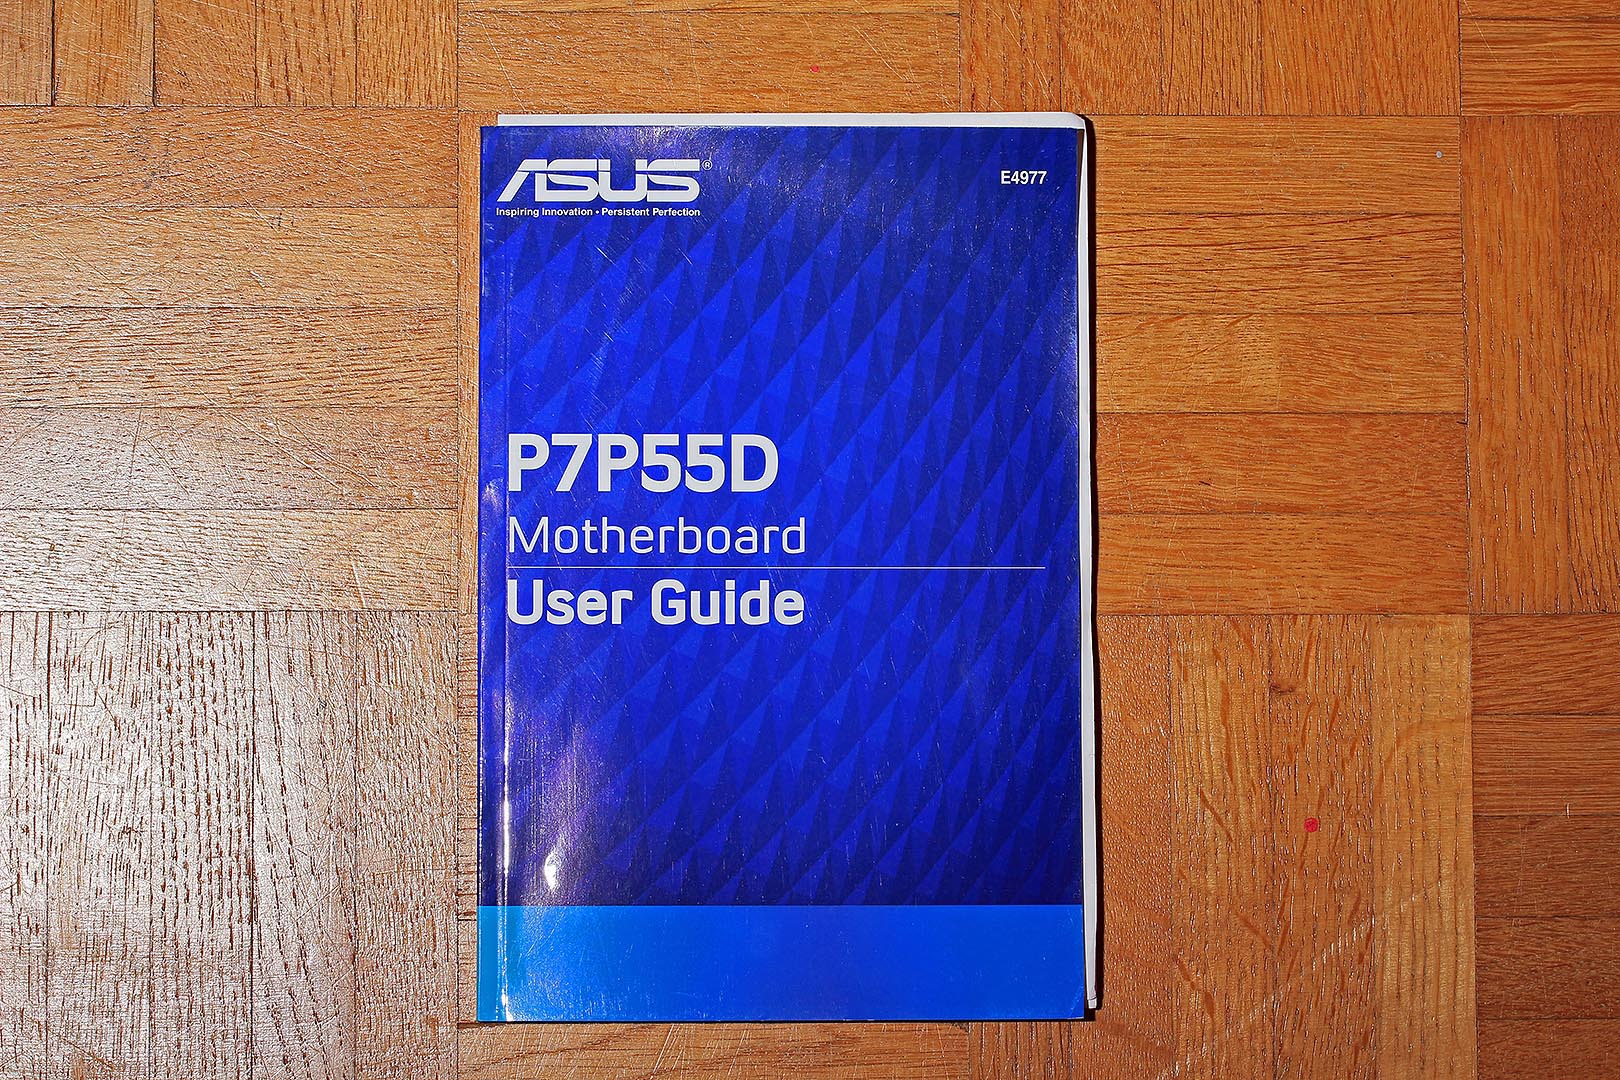 ASUS®
E4977
Inspiring Innovation • Persistent Perfection
P7P55D
Motherboard
User Guide